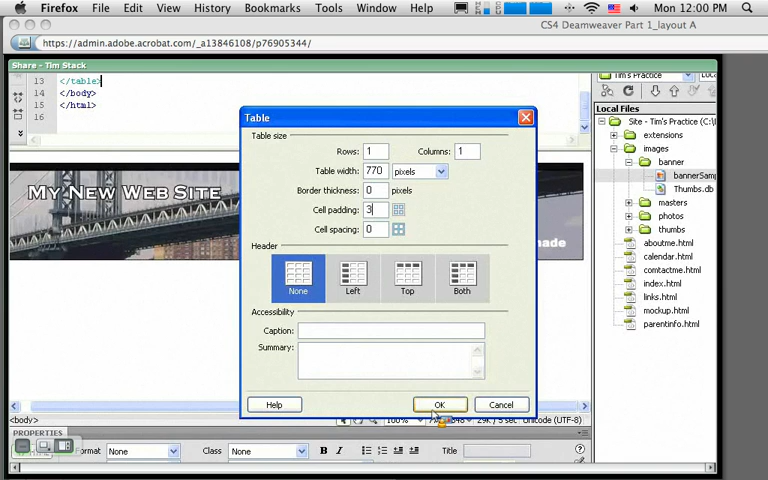 Firefox File Edit View History Bookmarks Tools Window Help Mon 12:00 PM
CS4 Deamweaver Part 1_layout A
https://admin.adobe.acrobat.com/_a13846108/p76905344/
Share - Tim Stack
13 </table>
14 </body>
15 </html>
16
Tim's Practice
Local Files
Site - Tim's Practice (C:\
extensions
images
banner
bannerSamp
Thumbs.db
masters
photos
thumbs
aboutme.html
calendar.html
comtactme.html
index.html
links.html
mockup.html
parentinfo.html
My New Web Site
Table
Table size
Rows: 1 Columns: 1
Table width: 770 pixels
Border thickness: 0 pixels
Cell padding: 3
Cell spacing: 0
Header
None Left Top Both
Accessibility
Caption:
Summary:
Help OK Cancel
<body> 100% Unicode (UTF-8)
PROPERTIES
Format None Class None B I Title